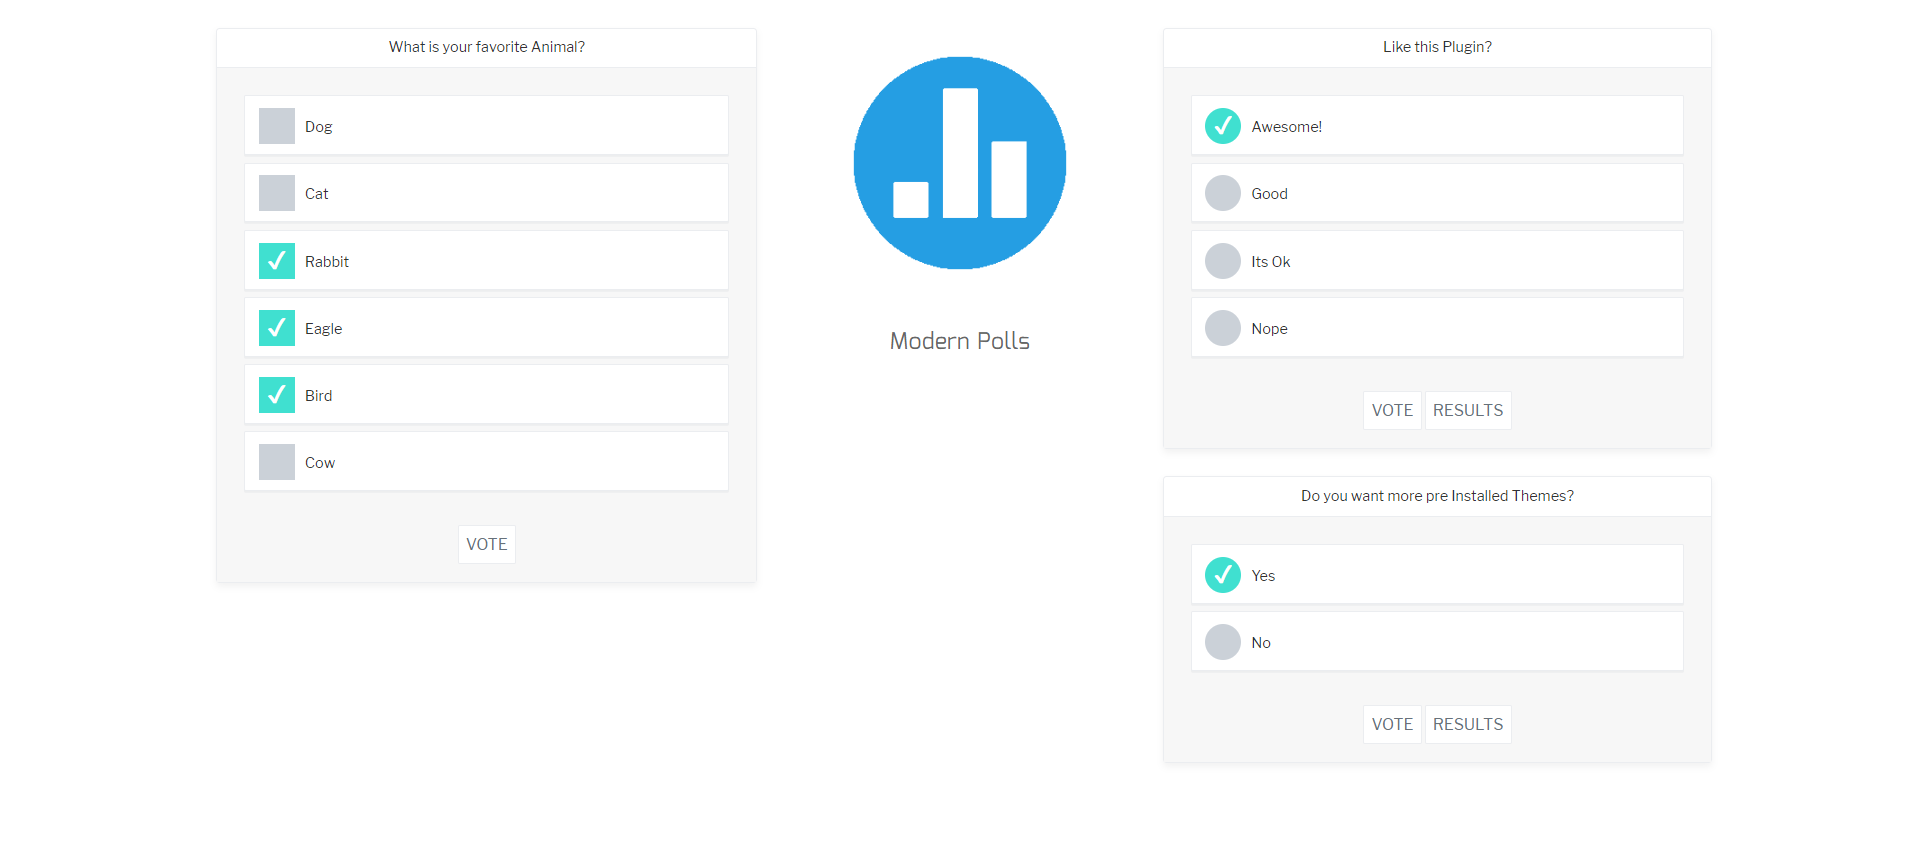 What is your favorite Animal?
Dog
Cat
Rabbit
Eagle
Bird
Cow
VOTE
Modern Polls
Like this Plugin?
Awesome!
Good
Its Ok
Nope
VOTE RESULTS
Do you want more pre Installed Themes?
Yes
No
VOTE RESULTS